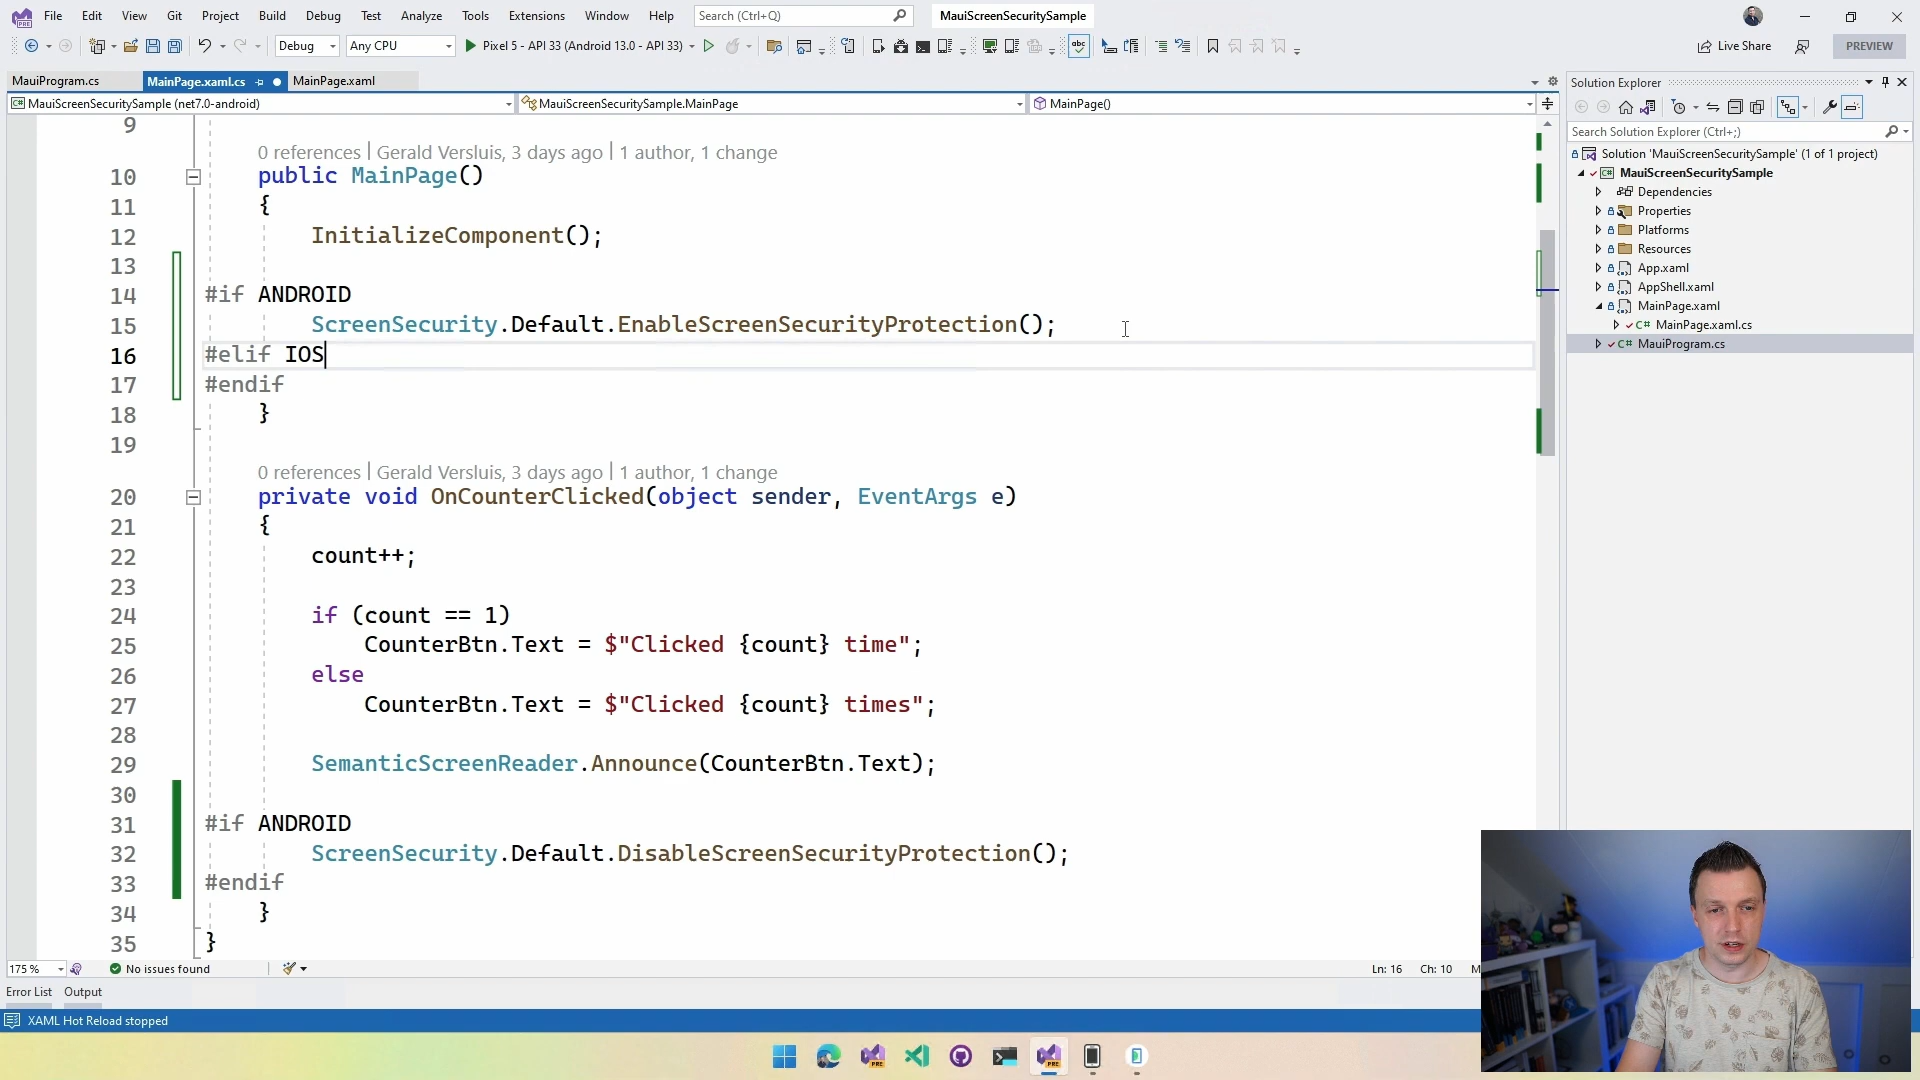 File Edit View Git Project Build Debug Test Analyze Tools Extensions Window Help Search (Ctrl+Q) MauiScreenSecuritySample
Debug Any CPU Pixel 5 - API 33 (Android 13.0 - API 33) Live Share PREVIEW
MauiProgram.cs MainPage.xaml.cs MainPage.xaml
MauiScreenSecuritySample (net7.0-android) MauiScreenSecuritySample.MainPage MainPage()
9
0 references | Gerald Versluis, 3 days ago | 1 author, 1 change
10 public MainPage()
11 {
12 InitializeComponent();
13
14 #if ANDROID
15 ScreenSecurity.Default.EnableScreenSecurityProtection();
16 #elif IOS
17 #endif
18 }
19
0 references | Gerald Versluis, 3 days ago | 1 author, 1 change
20 private void OnCounterClicked(object sender, EventArgs e)
21 {
22 count++;
23
24 if (count == 1)
25 CounterBtn.Text = $"Clicked {count} time";
26 else
27 CounterBtn.Text = $"Clicked {count} times";
28
29 SemanticScreenReader.Announce(CounterBtn.Text);
30
31 #if ANDROID
32 ScreenSecurity.Default.DisableScreenSecurityProtection();
33 #endif
34 }
35 }
175 % No issues found Ln: 16 Ch: 10 M
Error List Output
XAML Hot Reload stopped
Solution Explorer
Search Solution Explorer (Ctrl+;)
Solution 'MauiScreenSecuritySample' (1 of 1 project)
MauiScreenSecuritySample
Dependencies
Properties
Platforms
Resources
App.xaml
AppShell.xaml
MainPage.xaml
C# MainPage.xaml.cs
C# MauiProgram.cs